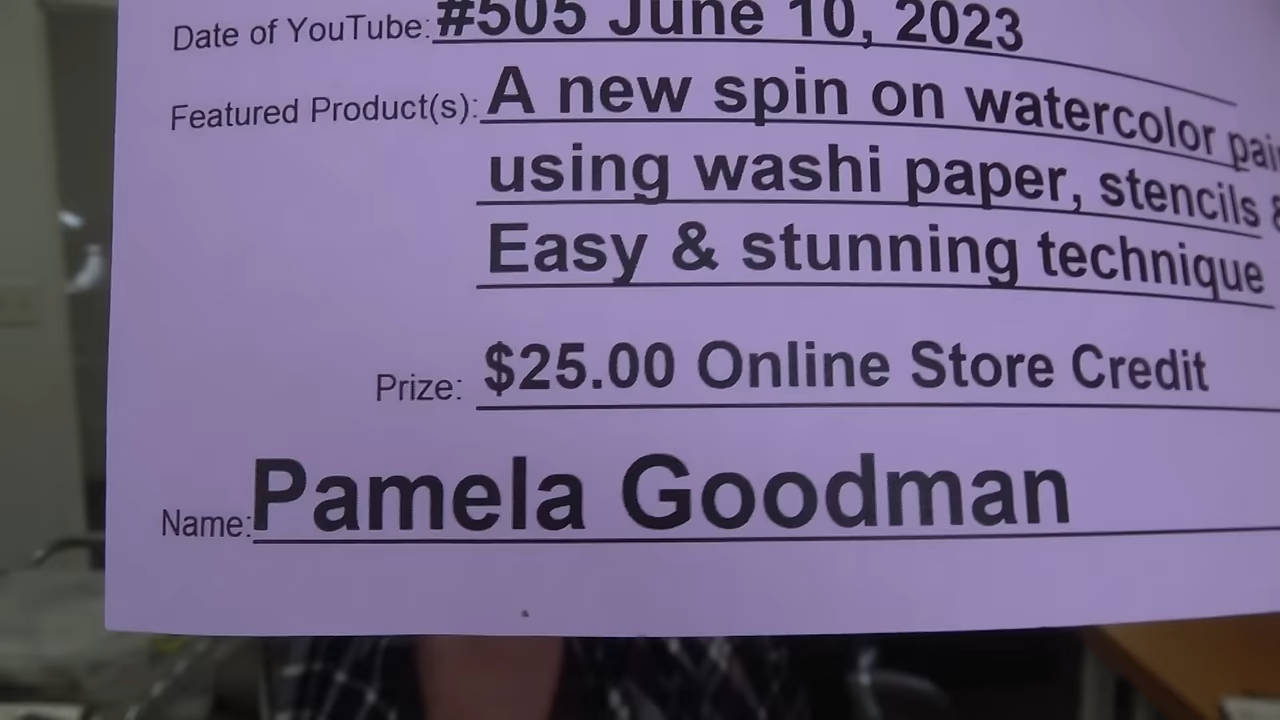 Date of YouTube: #505 June 10, 2023
Featured Product(s): A new spin on watercolor
using washi paper, stencils &
Easy & stunning technique
Prize: $25.00 Online Store Credit
Name: Pamela Goodman